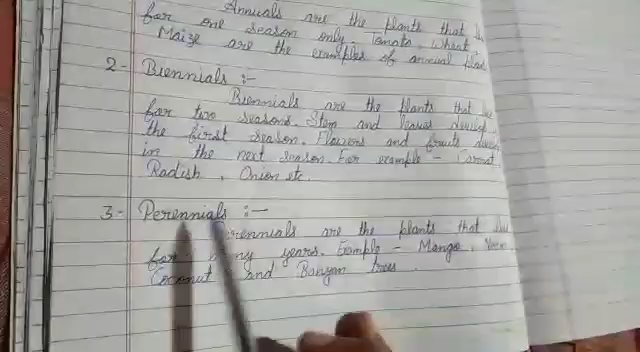 Annuals are the plants that
for one season only. Tomato wheat
Maize are the examples of annual
2- Biennials :-
Biennials are the plants that
for two seasons. Stem and leaves
the first season. Flowers and fruits
in the next season. For example - Carrot
Radish, Onion etc.
3- Perennials :-
Perennials are the plants that
for many years. Example - Mango,
Coconut and Banyan trees.